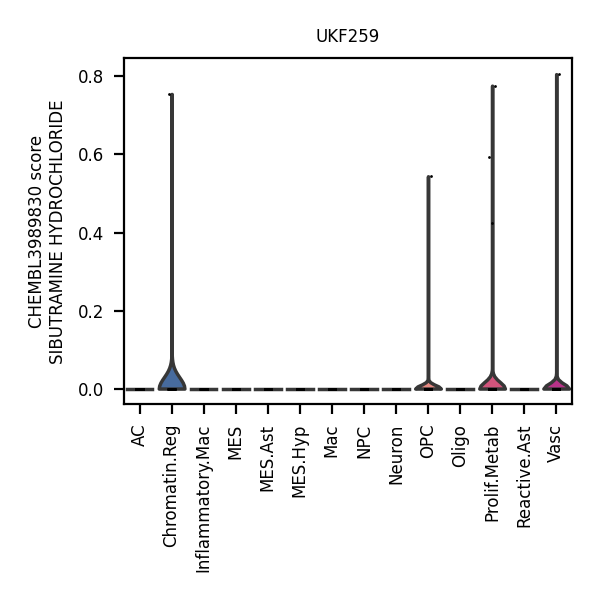 UKF259
CHEMBL3989830 score
SIBUTRAMINE HYDROCHLORIDE
0.8
0.6
0.4
0.2
0.0
AC
Chromatin.Reg
Inflammatory.Mac
MES
MES.Ast
MES.Hyp
Mac
NPC
Neuron
OPC
Oligo
Prolif.Metab
Reactive.Ast
Vasc